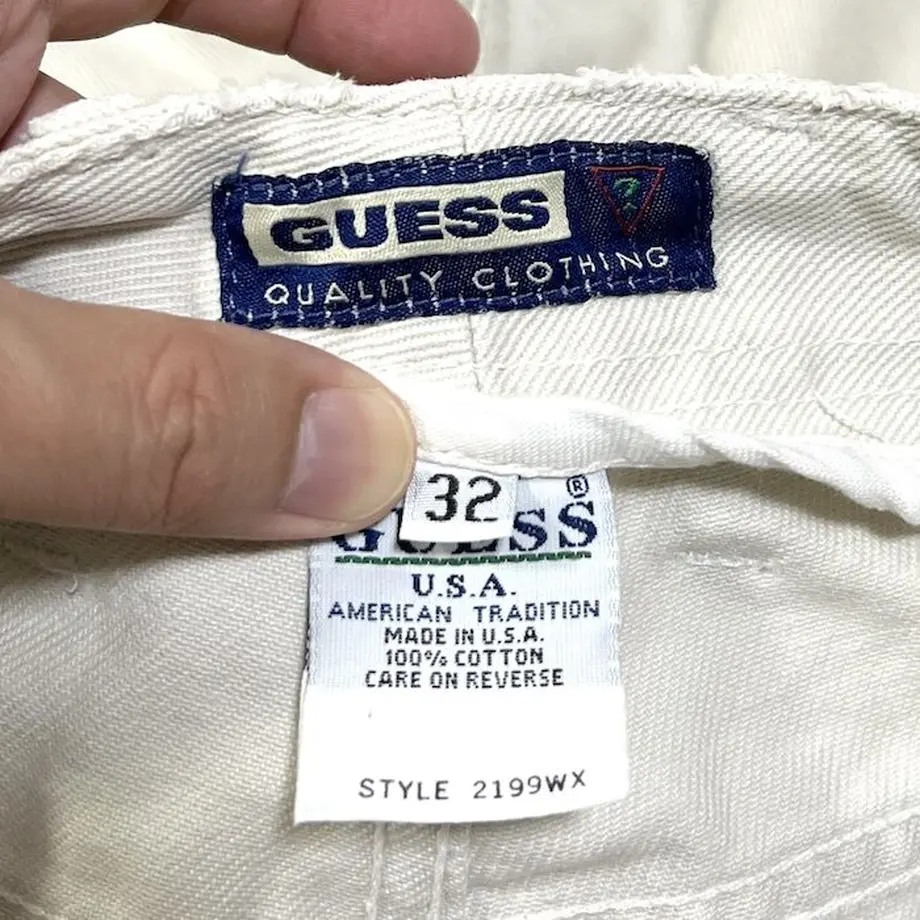 GUESS ?
QUALITY CLOTHING
32
GUESS ®
U.S.A.
AMERICAN TRADITION
MADE IN U.S.A.
100% COTTON
CARE ON REVERSE
STYLE 2199WX